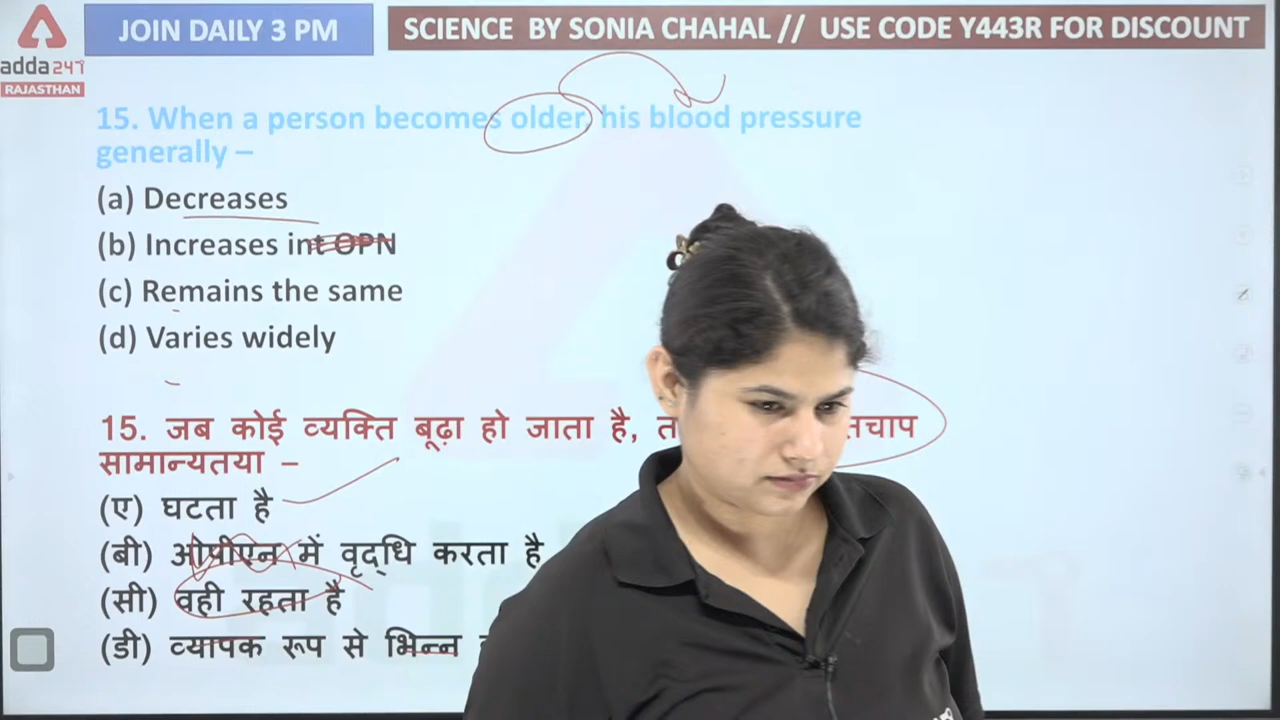 JOIN DAILY 3 PM
SCIENCE BY SONIA CHAHAL // USE CODE Y443R FOR DISCOUNT
adda247
RAJASTHAN
15. When a person becomes older, his blood pressure
generally –
(a) Decreases
(b) Increases int OPN
(c) Remains the same
(d) Varies widely
15. जब कोई व्यक्ति बूढ़ा हो जाता है,
सामान्यतया –
(ए) घटता है
(बी) ओपीएन में वृद्धि करता है
(सी) वही रहता है
(डी) व्यापक रूप से भिन्न